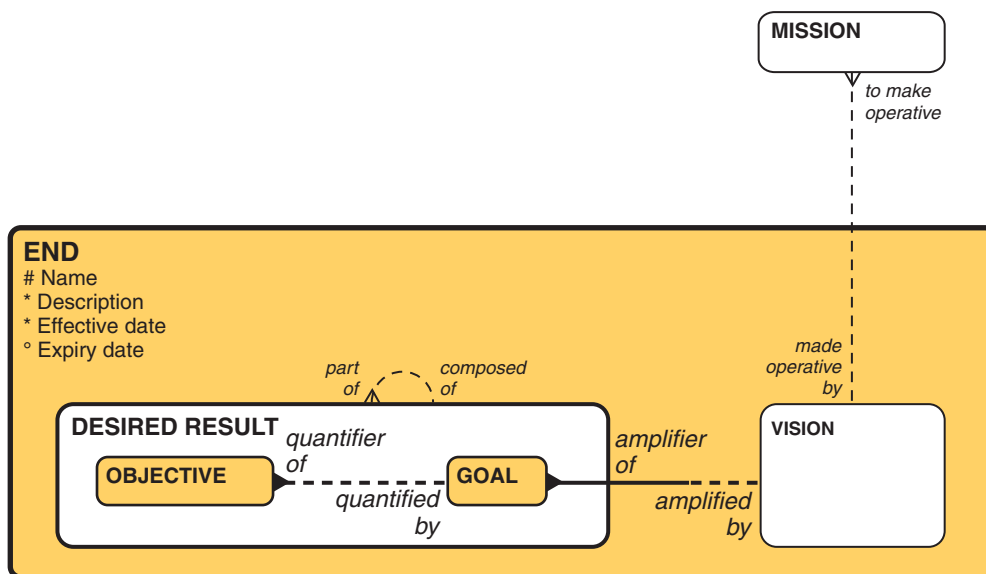 MISSION
to make
operative
END
# Name
* Description
* Effective date
° Expiry date
part
of
composed
of
made
operative
by
DESIRED RESULT
quantifier
of
amplifier
of
VISION
OBJECTIVE
GOAL
quantified
by
amplified
by